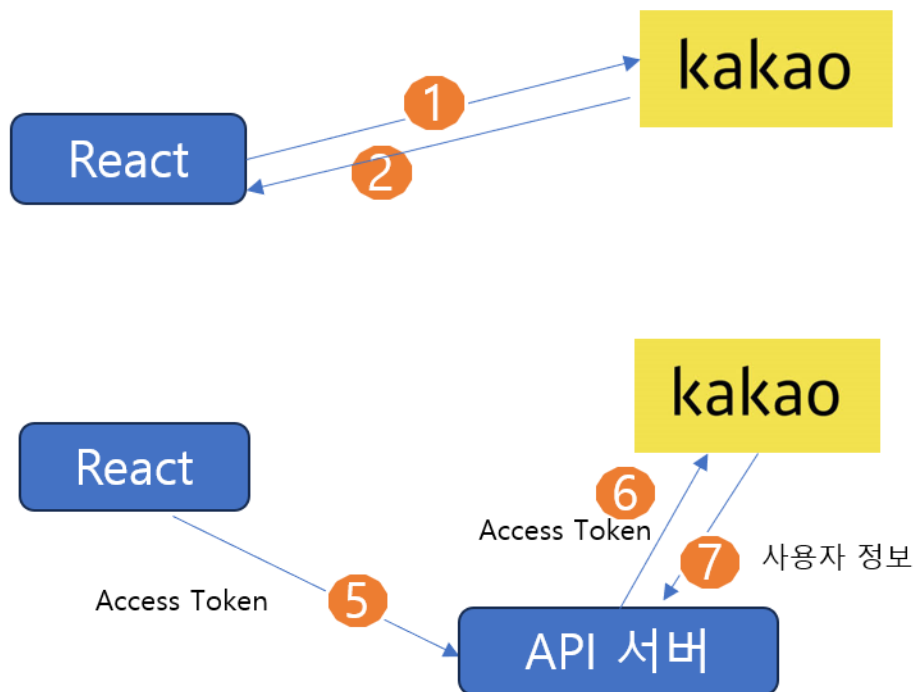 kakao
1
React
2
kakao
React
6
Access Token
7
사용자 정보
Access Token
5
API 서버